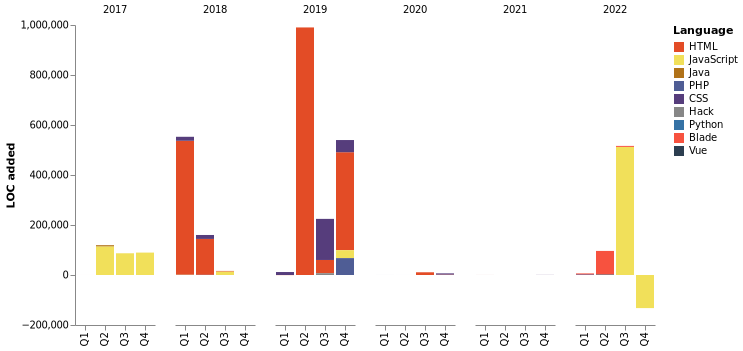 2017 2018 2019 2020 2021 2022
LOC added
1,000,000
800,000
600,000
400,000
200,000
0
−200,000
Q1 Q2 Q3 Q4 Q1 Q2 Q3 Q4 Q1 Q2 Q3 Q4 Q1 Q2 Q3 Q4 Q1 Q2 Q3 Q4 Q1 Q2 Q3 Q4
Language
HTML
JavaScript
Java
PHP
CSS
Hack
Python
Blade
Vue